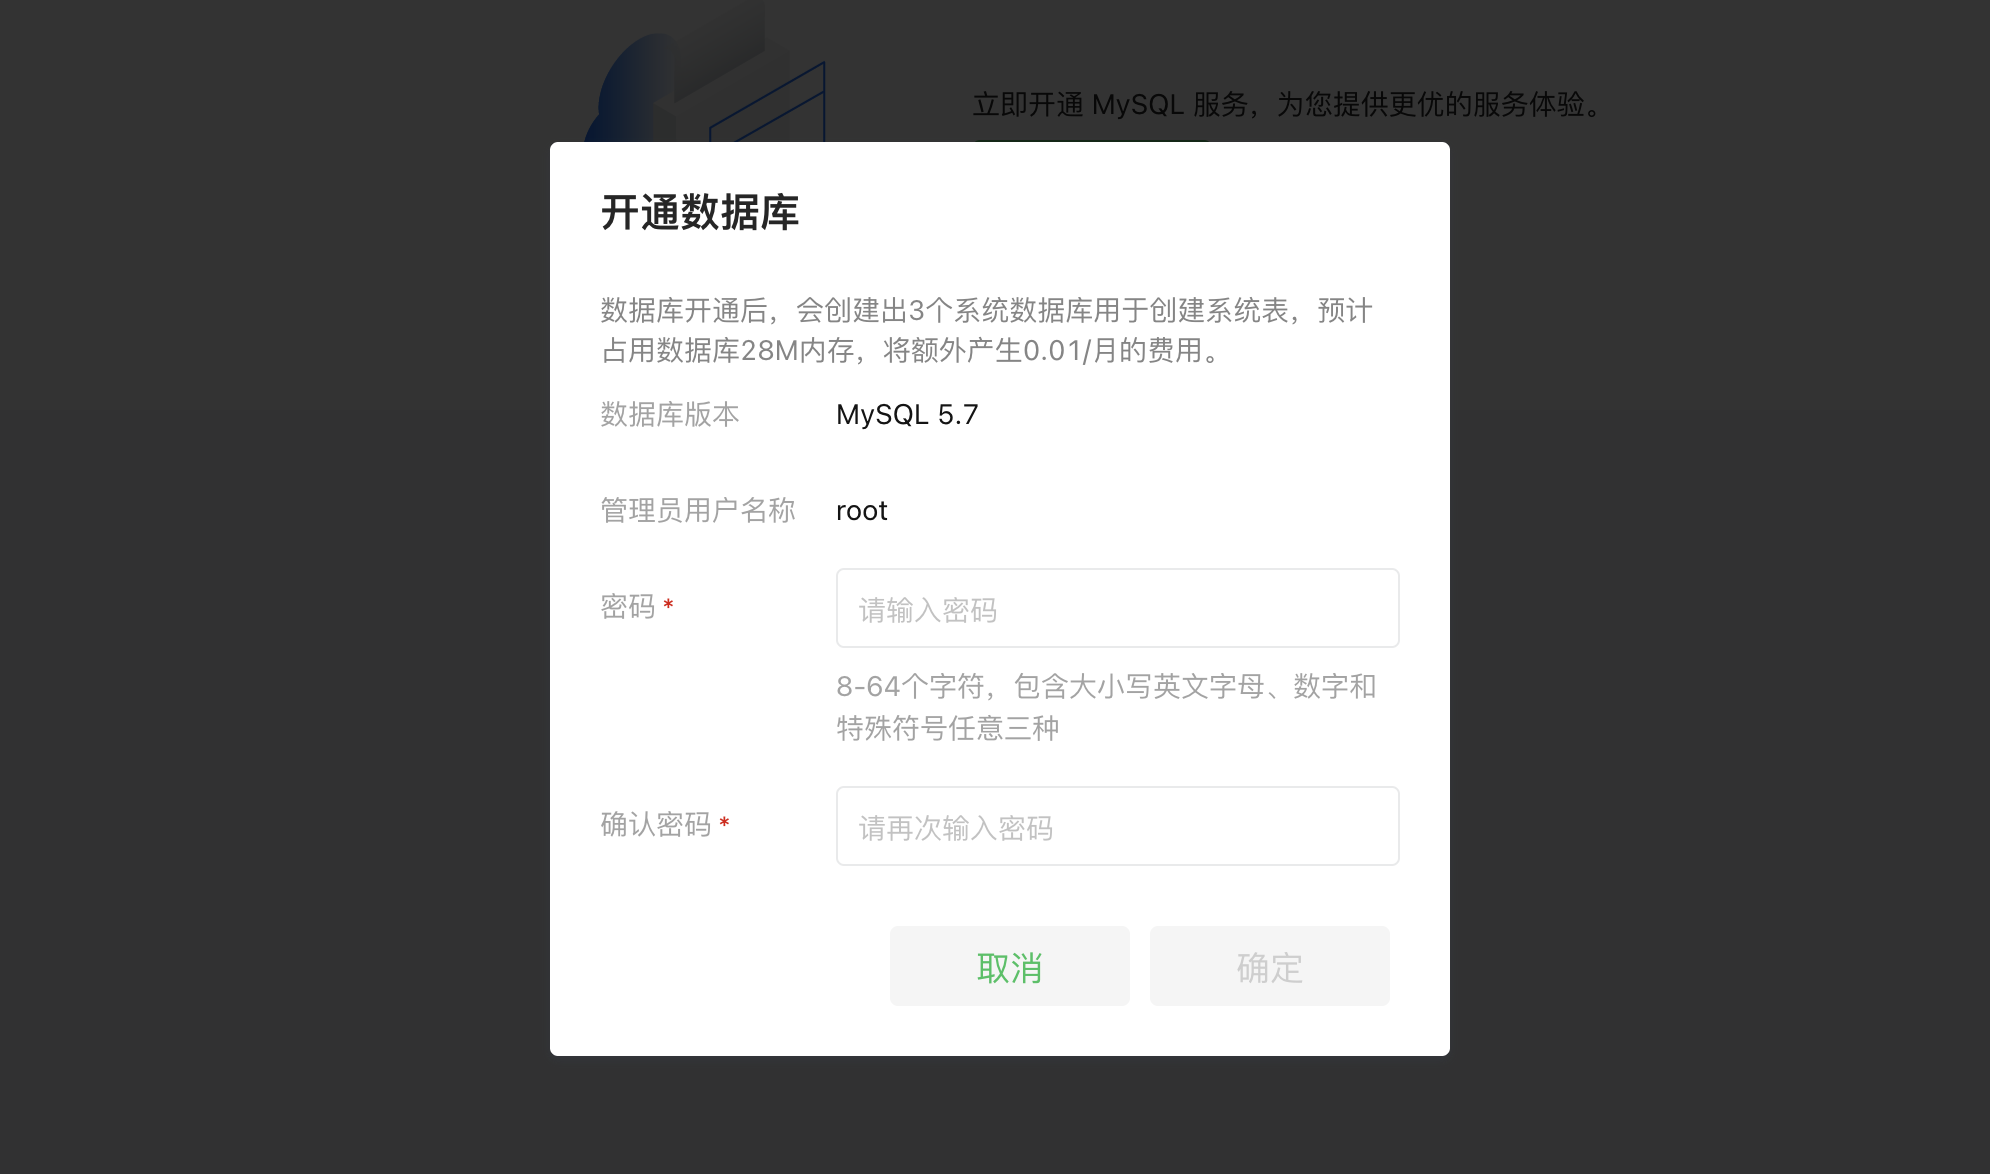 立即开通 MySQL 服务，为您提供更优的服务体验。
开通数据库
数据库开通后，会创建出3个系统数据库用于创建系统表，预计
占用数据库28M内存，将额外产生0.01/月的费用。
数据库版本 MySQL 5.7
管理员用户名称 root
密码 * 请输入密码
8-64个字符，包含大小写英文字母、数字和
特殊符号任意三种
确认密码 * 请再次输入密码
取消 确定